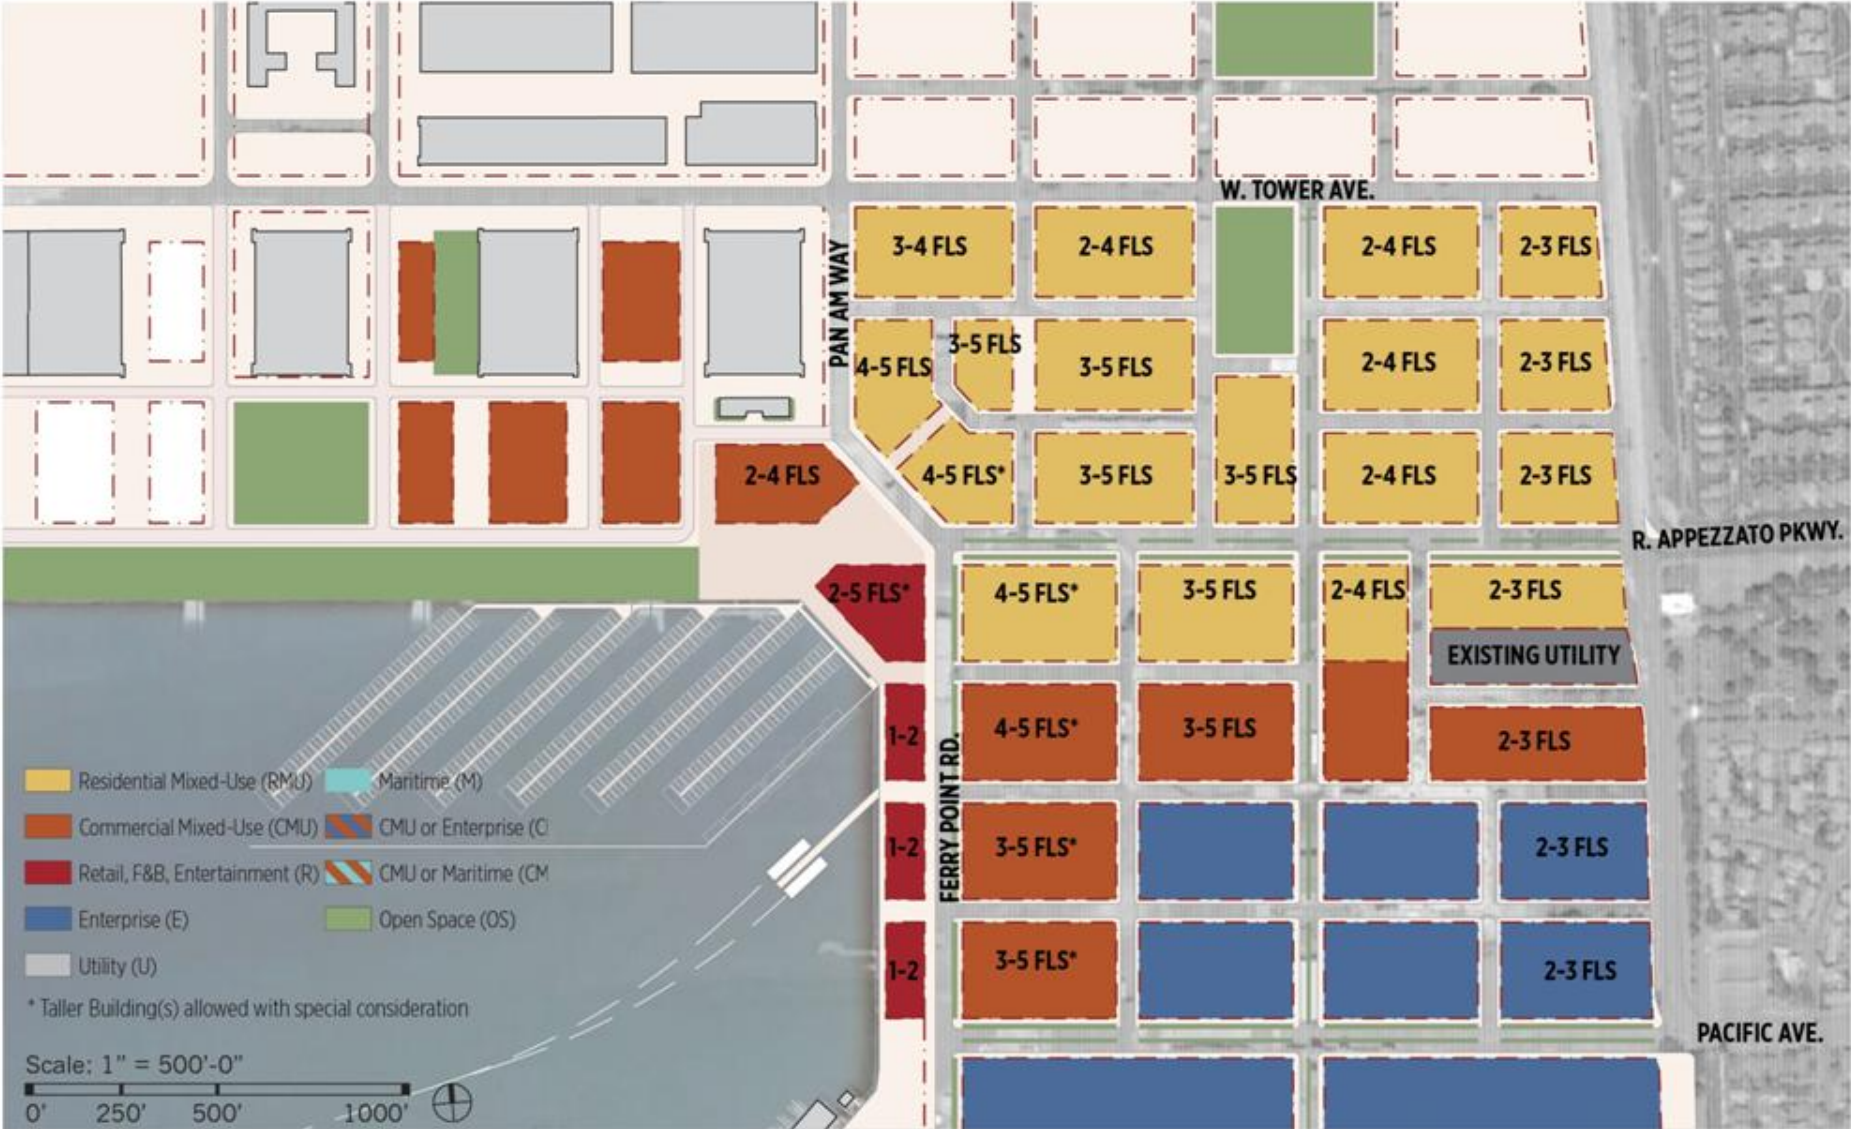 W. TOWER AVE.
PAN AM WAY
3-4 FLS
2-4 FLS
2-4 FLS
2-3 FLS
4-5 FLS
3-5 FLS
3-5 FLS
2-4 FLS
2-3 FLS
2-4 FLS
4-5 FLS*
3-5 FLS
3-5 FLS
2-4 FLS
2-3 FLS
R. APPEZZATO PKWY.
2-5 FLS*
4-5 FLS*
3-5 FLS
2-4 FLS
2-3 FLS
EXISTING UTILITY
1-2
FERRY POINT RD.
4-5 FLS*
3-5 FLS
2-3 FLS
1-2
3-5 FLS*
2-3 FLS
1-2
3-5 FLS*
2-3 FLS
PACIFIC AVE.
Residential Mixed-Use (RMU)
Maritime (M)
Commercial Mixed-Use (CMU)
CMU or Enterprise (C
Retail, F&B, Entertainment (R)
CMU or Maritime (CM
Enterprise (E)
Open Space (OS)
Utility (U)
* Taller Building(s) allowed with special consideration
Scale: 1" = 500'-0"
0' 250' 500' 1000'